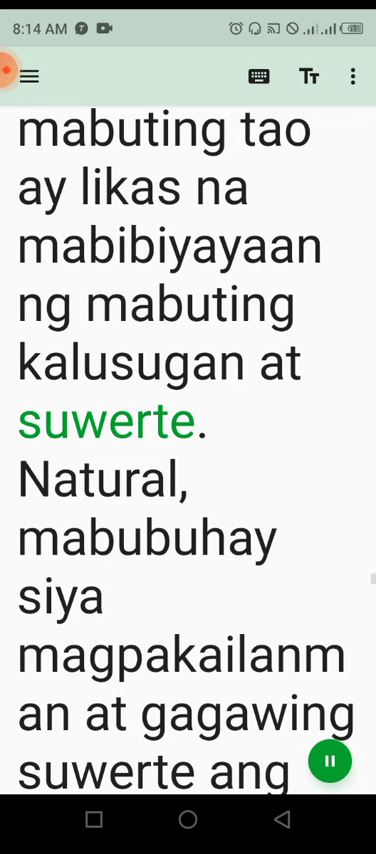 8:14 AM
Tт
mabuting tao
ay likas na
mabibiyayaan
ng mabuting
kalusugan at
suwerte.
Natural,
mabubuhay
siya
magpakailanm
an at gagawing
suwerte ang